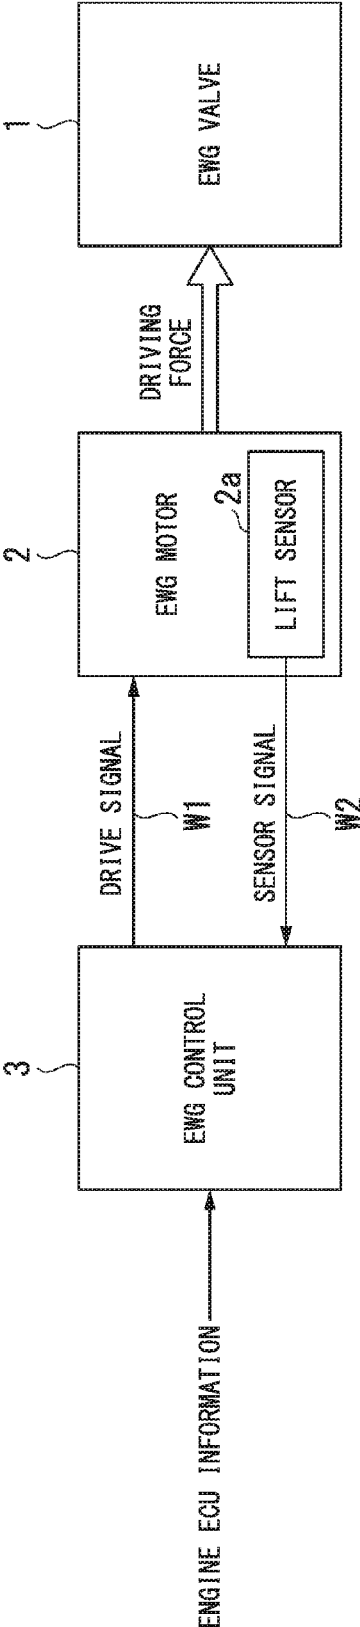 ENGINE ECU INFORMATION
3
EWG CONTROL
UNIT
DRIVE SIGNAL
W1
SENSOR SIGNAL
W2
2
EWG MOTOR
2a
LIFT SENSOR
DRIVING
FORCE
1
EWG VALVE